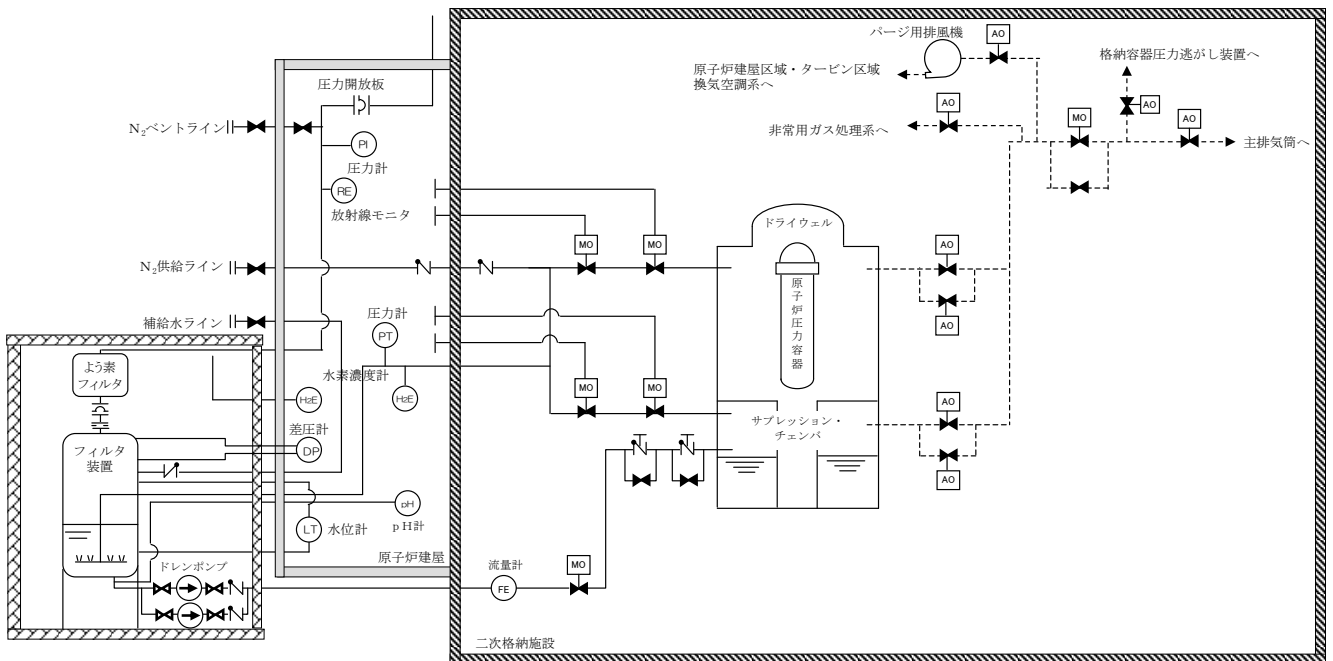 パージ用排風機
AO
格納容器圧力逃がし装置へ
原子炉建屋区域・タービン区域
換気空調系へ
AO
AO
MO
AO
非常用ガス処理系へ
主排気筒へ
圧力開放板
N₂ベントライン
PI
圧力計
RE
放射線モニタ
MO
MO
ドライウェル
原子炉圧力容器
AO
AO
N₂供給ライン
補給水ライン
圧力計
PT
水素濃度計
H2E
MO
MO
サプレッション・
チェンバ
AO
AO
よう素
フィルタ
H2E
差圧計
DP
フィルタ
装置
pH
pH計
LT
水位計
原子炉建屋
ドレンポンプ
流量計
FE
MO
二次格納施設